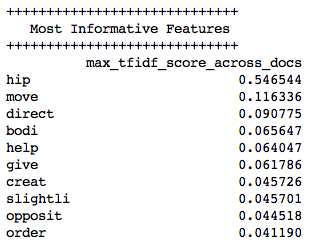 +++++++++++++++++++++++++++++
Most Informative Features
+++++++++++++++++++++++++++++
max_tfidf_score_across_docs
hip 0.546544
move 0.116336
direct 0.090775
bodi 0.065647
help 0.064047
give 0.061786
creat 0.045726
slightli 0.045701
opposit 0.044518
order 0.041190